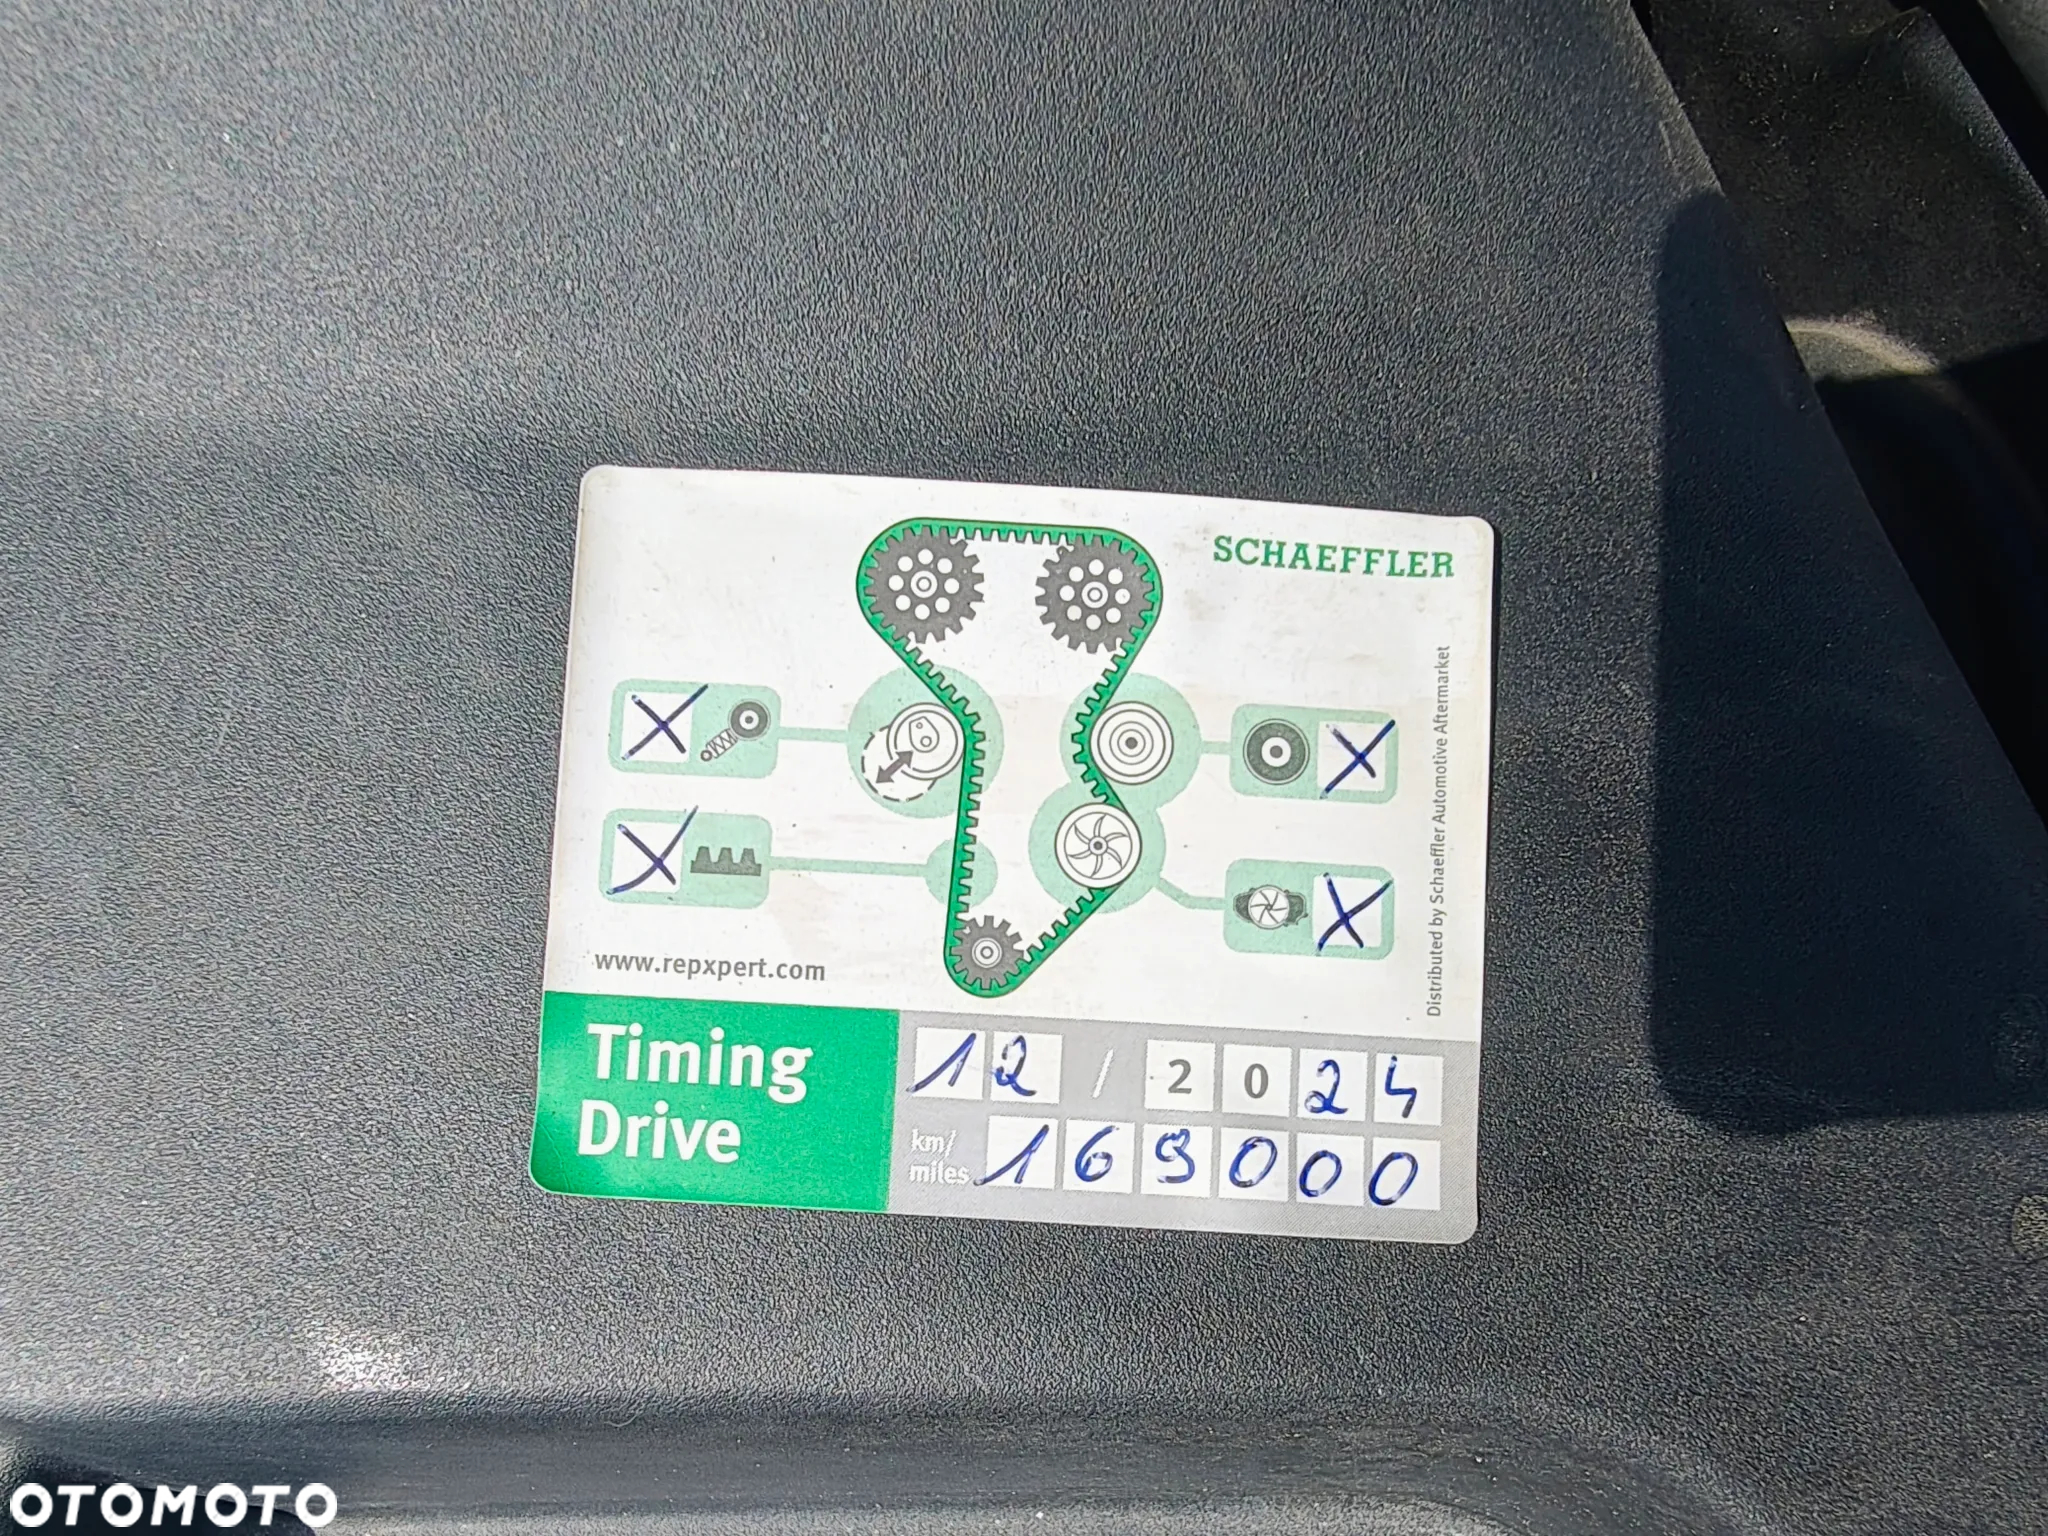 SCHAEFFLER
Distributed by Schaeffler Automotive Aftermarket
www.repxpert.com
Timing
Drive
12 / 2024
km/
miles
169000
OTOMOTO